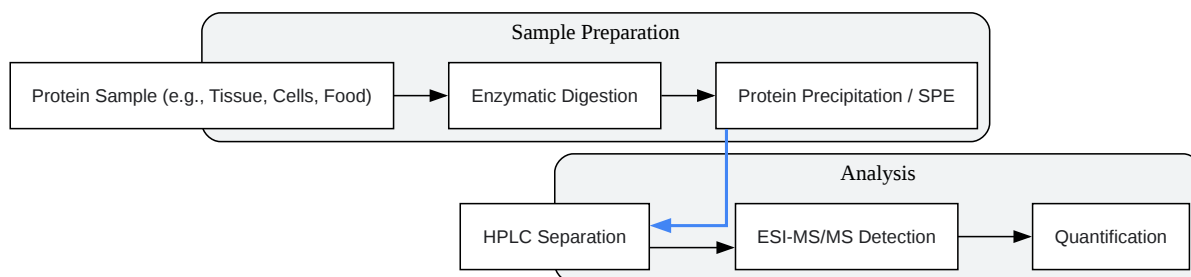 Sample Preparation
Protein Sample (e.g., Tissue, Cells, Food)
Enzymatic Digestion
Protein Precipitation / SPE
Analysis
HPLC Separation
ESI-MS/MS Detection
Quantification